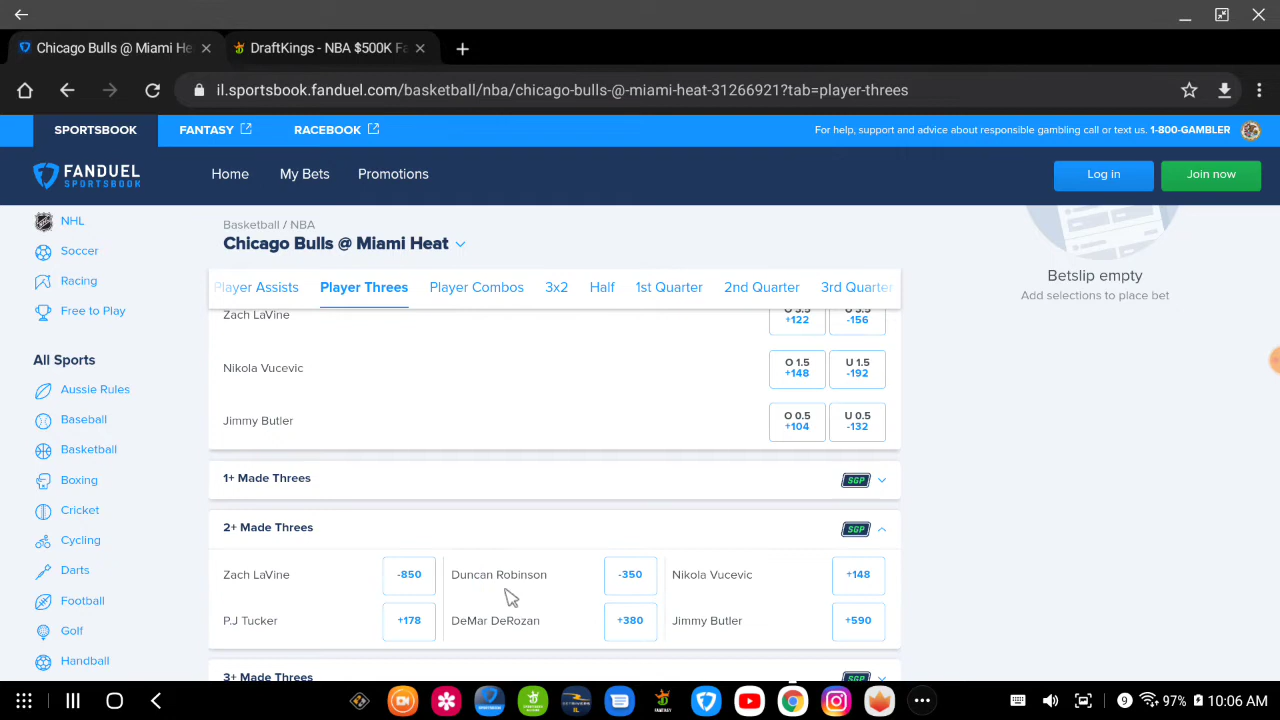 Chicago Bulls @ Miami He
DraftKings - NBA $500K Fa
il.sportsbook.fanduel.com/basketball/nba/chicago-bulls-@-miami-heat-31266921?tab=player-threes
SPORTSBOOK FANTASY RACEBOOK For help, support and advice about responsible gambling call or text us. 1-800-GAMBLER
FANDUEL
SPORTSBOOK
Home My Bets Promotions Log in Join now
NHL
Soccer
Racing
Free to Play
All Sports
Aussie Rules
Baseball
Basketball
Boxing
Cricket
Cycling
Darts
Football
Golf
Handball
Basketball / NBA
Chicago Bulls @ Miami Heat
Player Assists Player Threes Player Combos 3x2 Half 1st Quarter 2nd Quarter 3rd Quarter
Zach LaVine O 3.5 +122 U 3.5 -156
Nikola Vucevic O 1.5 +148 U 1.5 -192
Jimmy Butler O 0.5 +104 U 0.5 -132
1+ Made Threes SGP
2+ Made Threes SGP
Zach LaVine -850 Duncan Robinson -350 Nikola Vucevic +148
P.J Tucker +178 DeMar DeRozan +380 Jimmy Butler +590
3+ Made Threes SGP
Betslip empty
Add selections to place bet
9 97% 10:06 AM